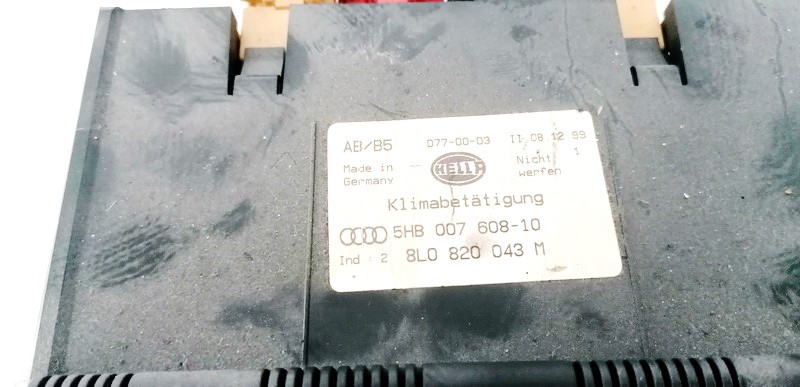 AB/B5 D77-00-03 II 08.12.99
Made in Germany HELLA Nicht werfen 1
Klimabetätigung
5HB 007 608-10
Ind : 2 8L0 820 043 M